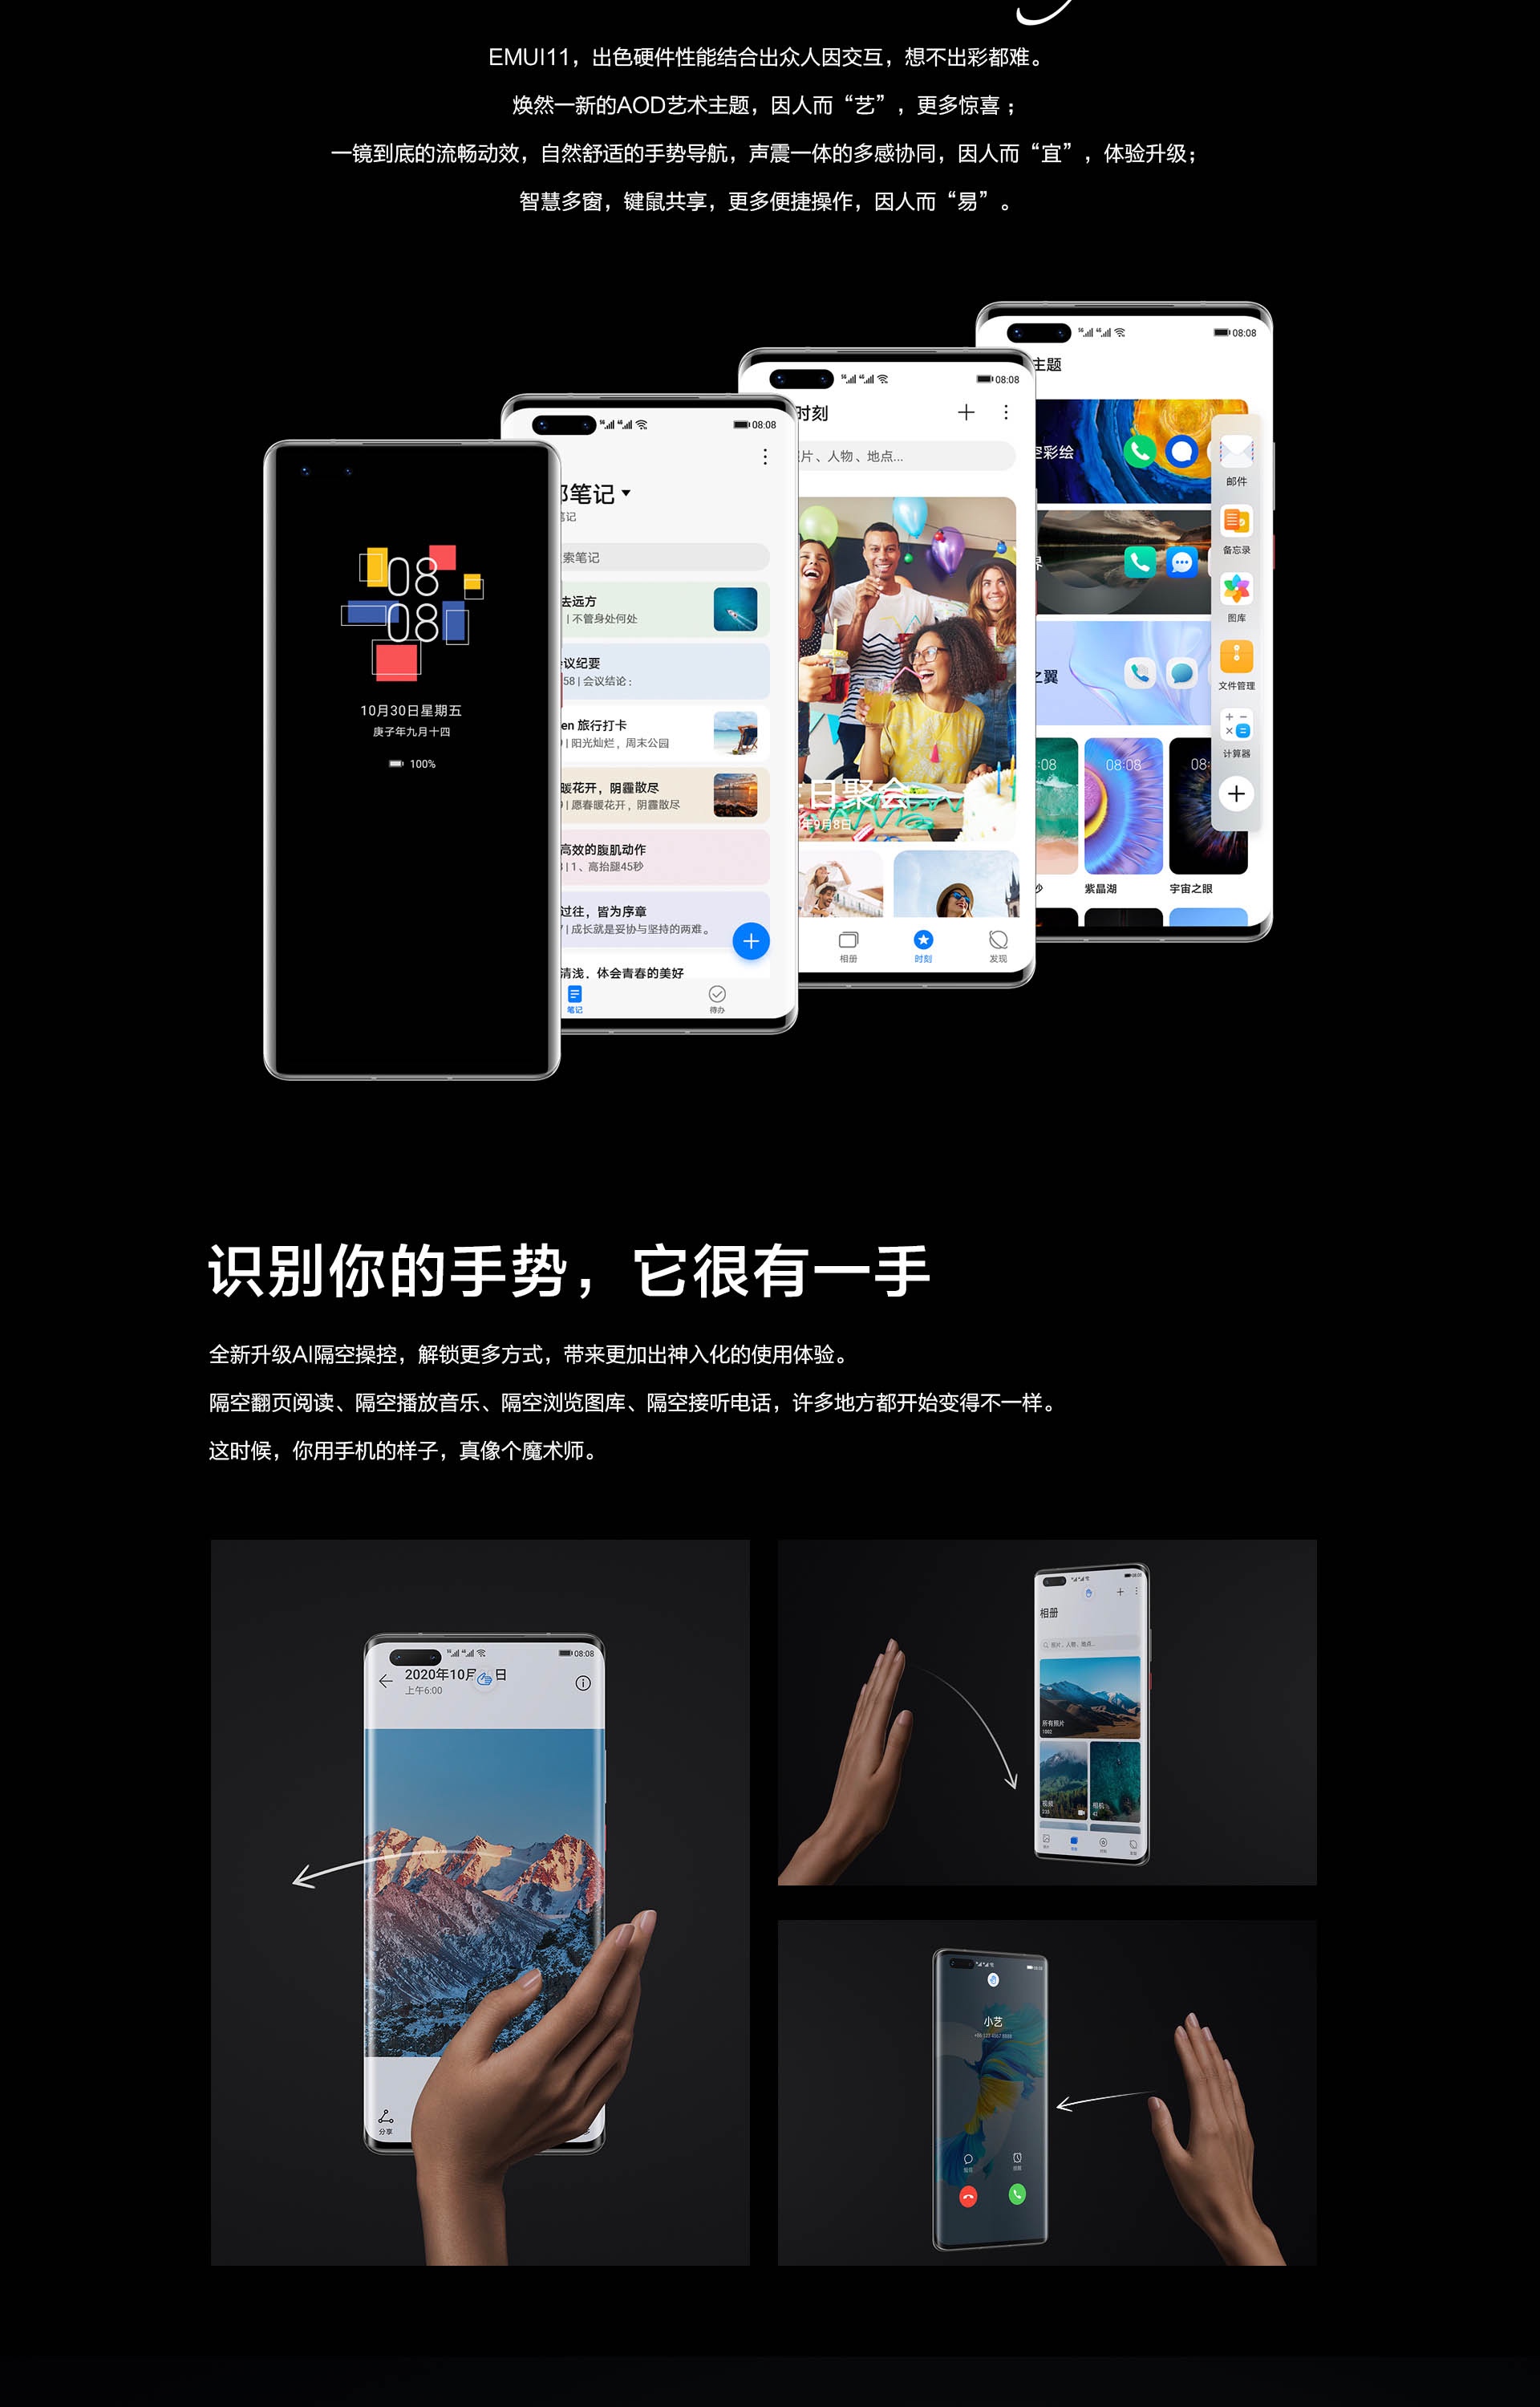 EMUI11，出色硬件性能结合出众人因交互，想不出彩都难。
焕然一新的AOD艺术主题，因人而“艺”，更多惊喜；
一镜到底的流畅动效，自然舒适的手势导航，声震一体的多感协同，因人而“宜”，体验升级；
智慧多窗，键鼠共享，更多便捷操作，因人而“易”。
08
08
10月30日星期五
庚子年九月十四
100%
08:08
笔记
笔记
索笔记
去远方
| 不管身处何处
议纪要
58 | 会议结论：
en 旅行打卡
| 阳光灿烂，周末公园
暖花开，阴霾散尽
| 愿春暖花开，阴霾散尽
高效的腹肌动作
| 1、高抬腿45秒
过往，皆为序章
| 成长就是妥协与坚持的两难。
清浅，体会青春的美好
笔记
待办
08:08
时刻
片、人物、地点...
日聚会
年9月8日
相册
时刻
发现
08:08
主题
空彩绘
界
之翼
邮件
备忘录
图库
文件管理
计算器
:08
08:08
08:
紫晶湖
宇宙之眼
识别你的手势，它很有一手
全新升级AI隔空操控，解锁更多方式，带来更加出神入化的使用体验。
隔空翻页阅读、隔空播放音乐、隔空浏览图库、隔空接听电话，许多地方都开始变得不一样。
这时候，你用手机的样子，真像个魔术师。
08:08
2020年10月 日
上午6:00
分享
08:08
相册
照片、人物、地点...
所有照片
视频
相机
08:08
小艺